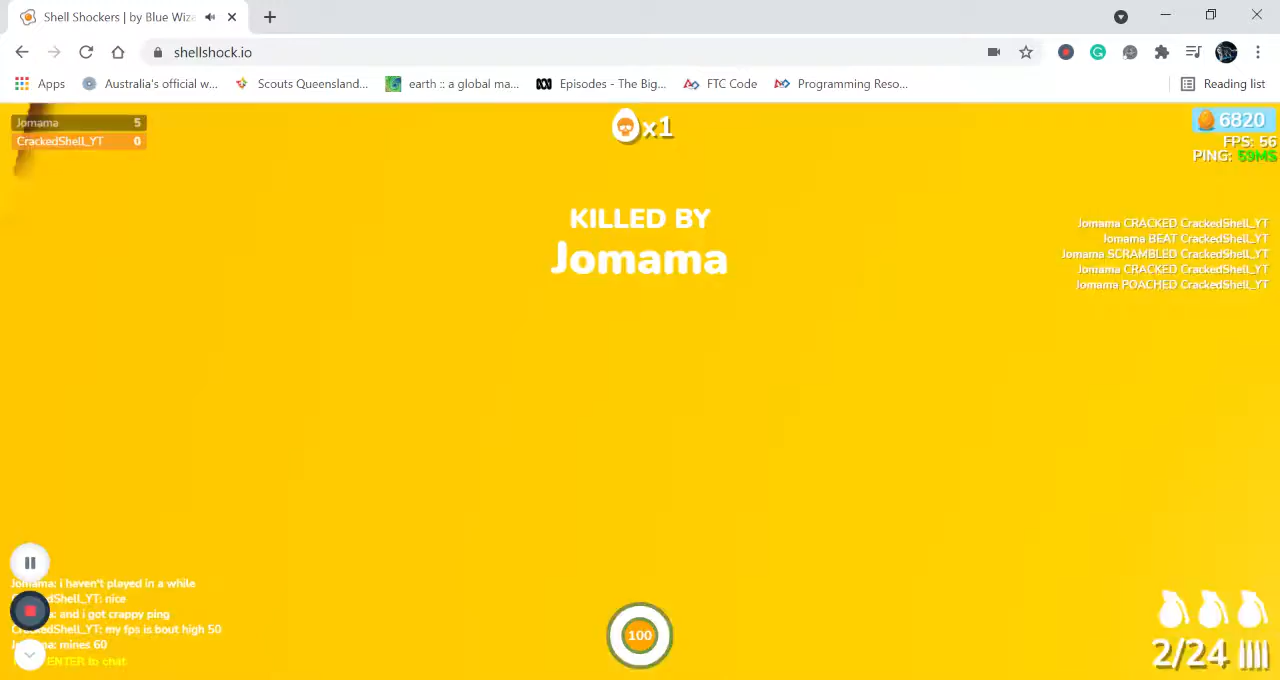 Shell Shockers | by Blue Wiza
shellshock.io
Apps
Australia's official w...
Scouts Queensland...
earth :: a global ma...
Episodes - The Big...
FTC Code
Programming Reso...
Reading list
Jomama 5
CrackedShell_YT 0
x1
6820
FPS: 56
PING: 59MS
KILLED BY
Jomama
Jomama CRACKED CrackedShell_YT
Jomama BEAT CrackedShell_YT
Jomama SCRAMBLED CrackedShell_YT
Jomama CRACKED CrackedShell_YT
Jomama POACHED CrackedShell_YT
Jomama: i haven't played in a while
CrackedShell_YT: nice
and i got crappy ping
CrackedShell_YT: my fps is bout high 50
Jomama: mines 60
ENTER to chat
100
2/24